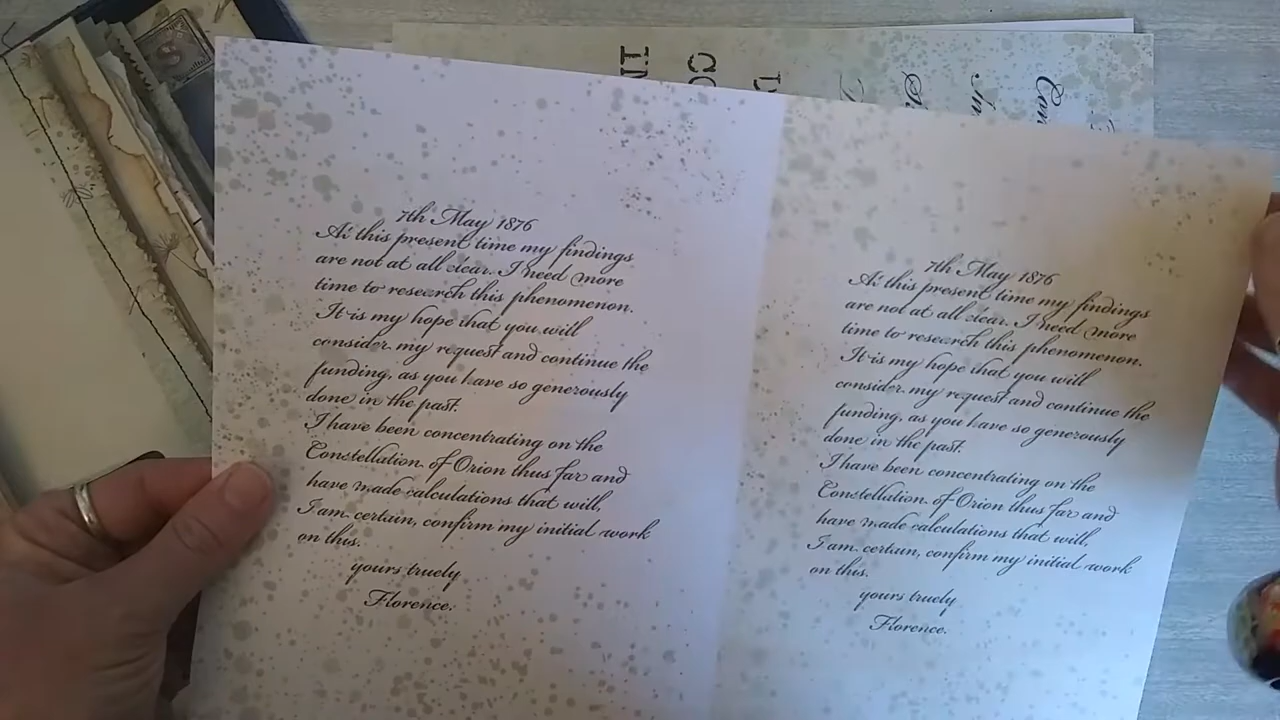 7th May 1876
At this present time my findings
are not at all clear. I need more
time to research this phenomenon.
It is my hope that you will
consider my request and continue the
funding, as you have so generously
done in the past.
I have been concentrating on the
Constellation of Orion thus far and
have made calculations that will,
I am certain, confirm my initial work
on this.
yours truely
Florence.
7th May 1876
At this present time my findings
are not at all clear. I need more
time to research this phenomenon.
It is my hope that you will
consider my request and continue the
funding, as you have so generously
done in the past.
I have been concentrating on the
Constellation of Orion thus far and
have made calculations that will,
I am certain, confirm my initial work
on this.
yours truely
Florence.